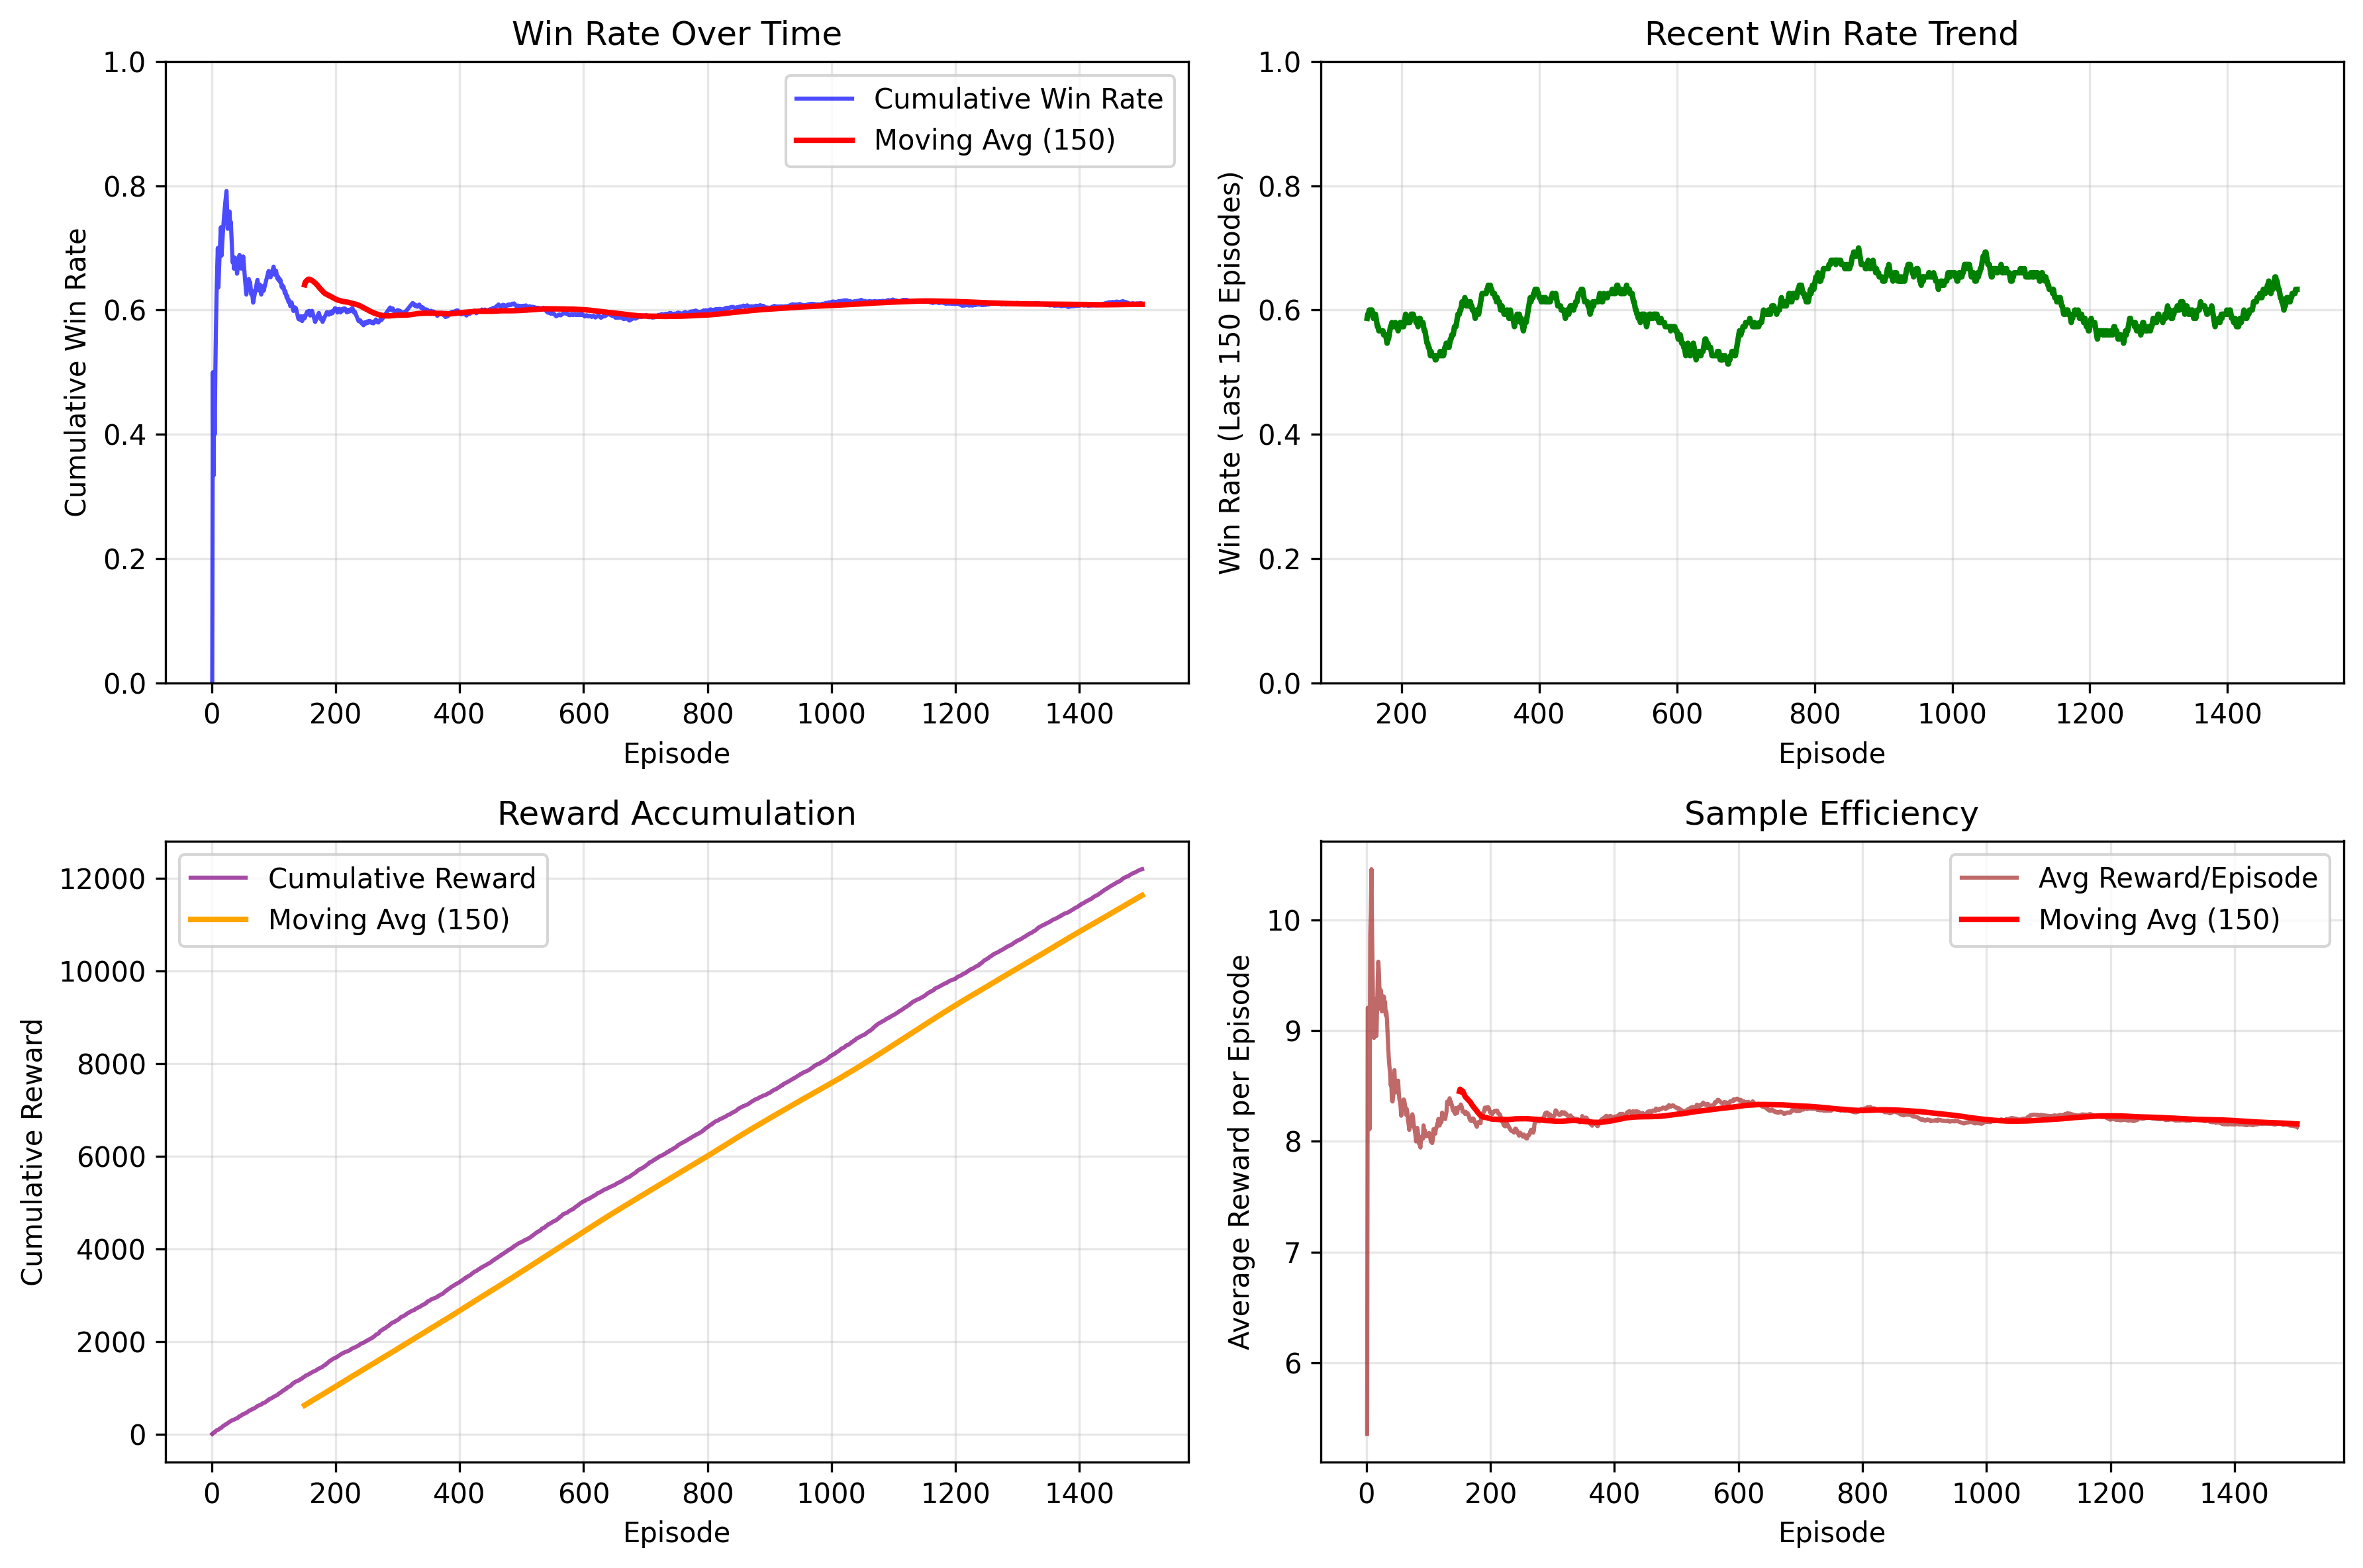 Win Rate Over Time
Cumulative Win Rate
1.0
0.8
0.6
0.4
0.2
0.0
Cumulative Win Rate
Moving Avg (150)
0 200 400 600 800 1000 1200 1400
Episode
Recent Win Rate Trend
Win Rate (Last 150 Episodes)
1.0
0.8
0.6
0.4
0.2
0.0
200 400 600 800 1000 1200 1400
Episode
Reward Accumulation
Cumulative Reward
12000
10000
8000
6000
4000
2000
0
Cumulative Reward
Moving Avg (150)
0 200 400 600 800 1000 1200 1400
Episode
Sample Efficiency
Average Reward per Episode
10
9
8
7
6
Avg Reward/Episode
Moving Avg (150)
0 200 400 600 800 1000 1200 1400
Episode